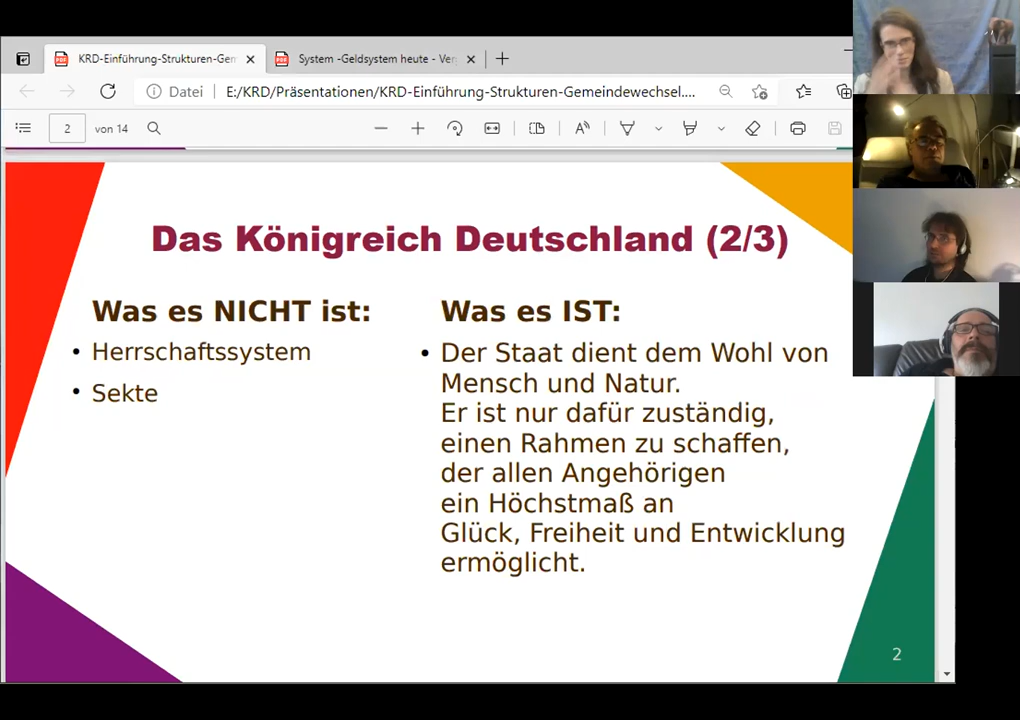 KRD-Einführung-Strukturen-Gem
System -Geldsystem heute - Ver
Datei
E:/KRD/Präsentationen/KRD-Einführung-Strukturen-Gemeindewechsel....
2
von 14
Das Königreich Deutschland (2/3)
Was es NICHT ist:
• Herrschaftssystem
• Sekte
Was es IST:
• Der Staat dient dem Wohl von
Mensch und Natur.
Er ist nur dafür zuständig,
einen Rahmen zu schaffen,
der allen Angehörigen
ein Höchstmaß an
Glück, Freiheit und Entwicklung
ermöglicht.
2